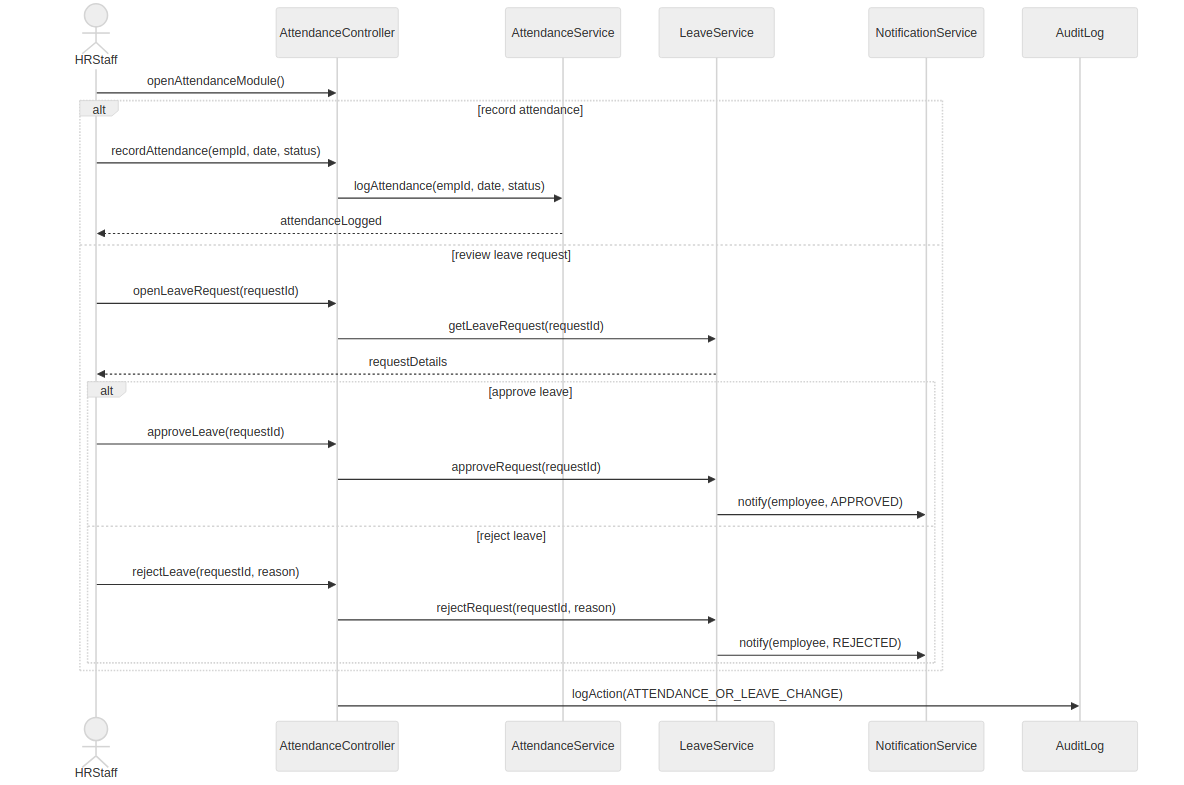 HRStaff
AttendanceController
AttendanceService
LeaveService
NotificationService
AuditLog
openAttendanceModule()
alt
[record attendance]
recordAttendance(empId, date, status)
logAttendance(empId, date, status)
attendanceLogged
[review leave request]
openLeaveRequest(requestId)
getLeaveRequest(requestId)
requestDetails
alt
[approve leave]
approveLeave(requestId)
approveRequest(requestId)
notify(employee, APPROVED)
[reject leave]
rejectLeave(requestId, reason)
rejectRequest(requestId, reason)
notify(employee, REJECTED)
logAction(ATTENDANCE_OR_LEAVE_CHANGE)
HRStaff
AttendanceController
AttendanceService
LeaveService
NotificationService
AuditLog